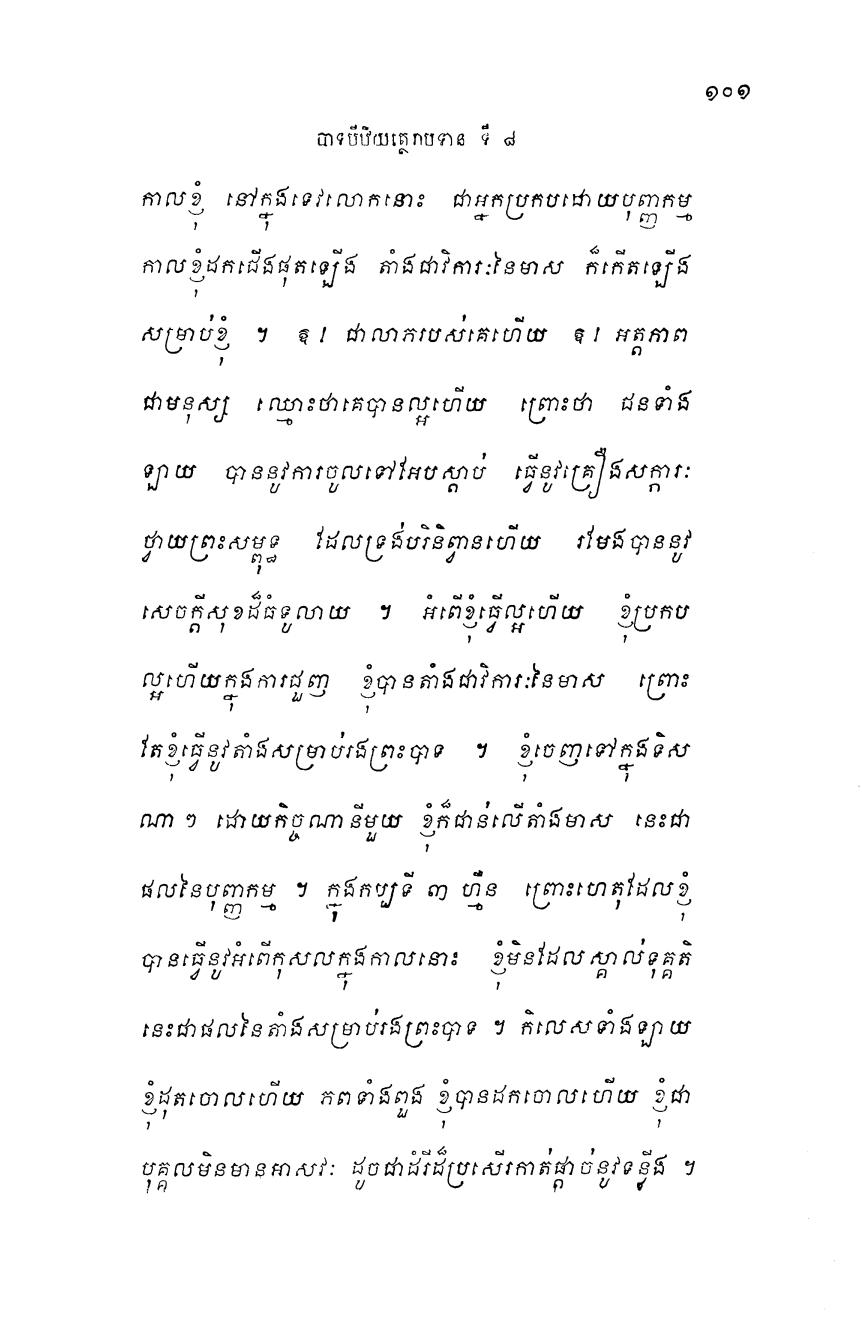 ១០១
បាទបីបិយត្ថេរាបទាន ទី ៨
កាលខ្ញុំ នៅក្នុងទេវលោកនោះ ជាអ្នកប្រកបដោយបុញ្ញកម្ម
កាលខ្ញុំដកជើងផុតឡើង តាំងជាវិការៈនៃមាស ក៏កើតឡើង
សម្រាប់ខ្ញុំ ។ ឱ ! ជាលាភរបស់គេហើយ ឱ ! អត្តភាព
ជាមនុស្ស ឈ្មោះថាគេបានល្អហើយ ព្រោះថា ជនទាំង
ឡាយ បាននូវការចូលទៅអែបស្តាប់ ធ្វើនូវគ្រឿងសក្ការៈ
ថ្វាយព្រះសម្ពុទ្ធ ដែលទ្រង់បរិនិព្វានហើយ រមែងបាននូវ
សេចក្តីសុខដ៏ធំទូលាយ ។ អំពើខ្ញុំធ្វើល្អហើយ ខ្ញុំប្រកប
ល្អហើយក្នុងការជួញ ខ្ញុំបានតាំងជាវិការៈនៃមាស ព្រោះ
តែខ្ញុំធ្វើនូវតាំងសម្រាប់រងព្រះបាទ ។ ខ្ញុំចេញទៅក្នុងទិស
ណា ៗ ដោយកិច្ចណានីមួយ ខ្ញុំក៏ជាន់លើតាំងមាស នេះជា
ផលនៃបុញ្ញកម្ម ។ ក្នុងកប្បទី ៣ ហ្មឺន ព្រោះហេតុដែលខ្ញុំ
បានធ្វើនូវអំពើកុសលក្នុងកាលនោះ ខ្ញុំមិនដែលស្គាល់ទុគ្គតិ
នេះជាផលនៃតាំងសម្រាប់រងព្រះបាទ ។ កិលេសទាំងឡាយ
ខ្ញុំដុតចោលហើយ ភពទាំងពួង ខ្ញុំបានដកចោលហើយ ខ្ញុំជា
បុគ្គលមិនមានអាសវៈ ដូចជាដំរីដ៏ប្រសើរកាត់ផ្តាច់នូវទន្លីង ។